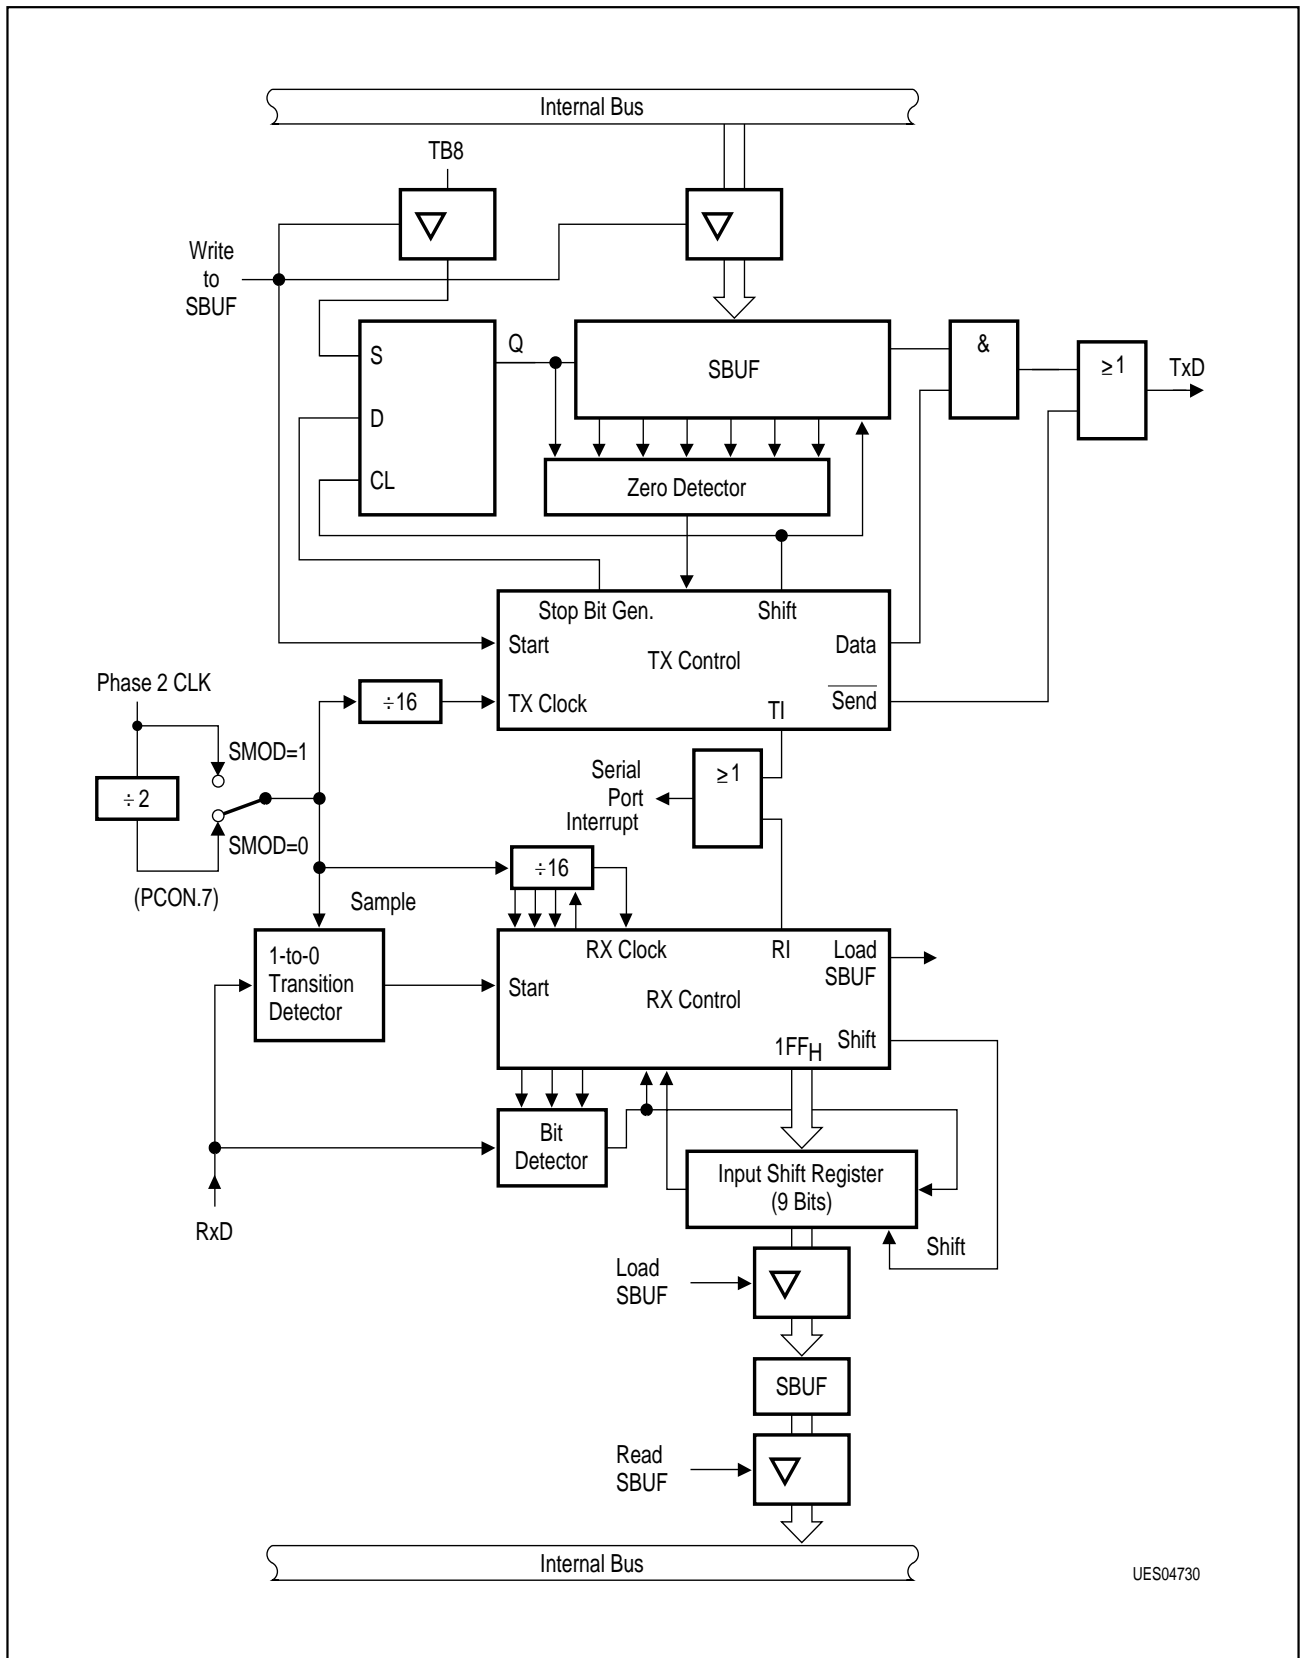 Internal Bus
TB8
Write
to
SBUF
S
Q
D
CL
SBUF
&
≥1
TxD
Zero Detector
Stop Bit Gen.
Shift
Start
TX Control
Data
TX Clock
Send
TI
Phase 2 CLK
÷16
SMOD=1
÷2
SMOD=0
(PCON.7)
≥1
Serial
Port
Interrupt
÷16
Sample
1-to-0
Transition
Detector
RX Clock
RI
Load
SBUF
Start
RX Control
1FFH
Shift
Bit
Detector
Input Shift Register
(9 Bits)
RxD
Shift
Load
SBUF
SBUF
Read
SBUF
Internal Bus
UES04730